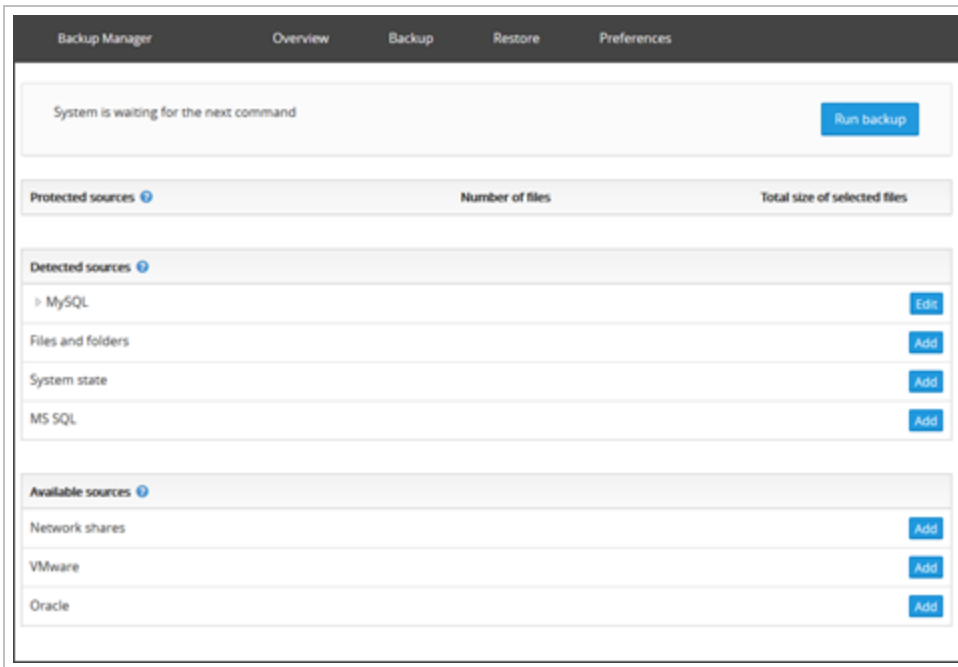 Backup Manager Overview Backup Restore Preferences
System is waiting for the next command Run backup
Protected sources ? Number of files Total size of selected files
Detected sources ?
MySQL Edit
Files and folders Add
System state Add
MS SQL Add
Available sources ?
Network shares Add
VMware Add
Oracle Add